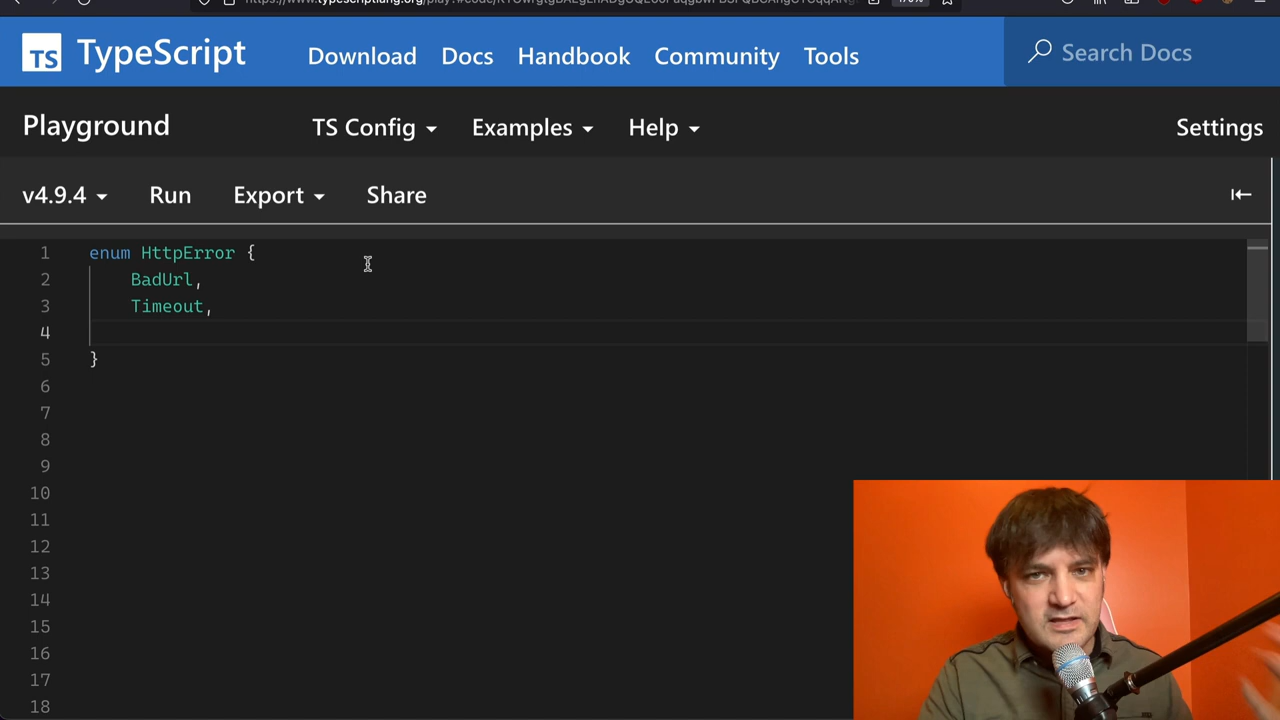 TS TypeScript Download Docs Handbook Community Tools Search Docs
Playground TS Config Examples Help Settings
v4.9.4 Run Export Share
1 enum HttpError {
2 BadUrl,
3 Timeout,
4
5 }
6
7
8
9
10
11
12
13
14
15
16
17
18